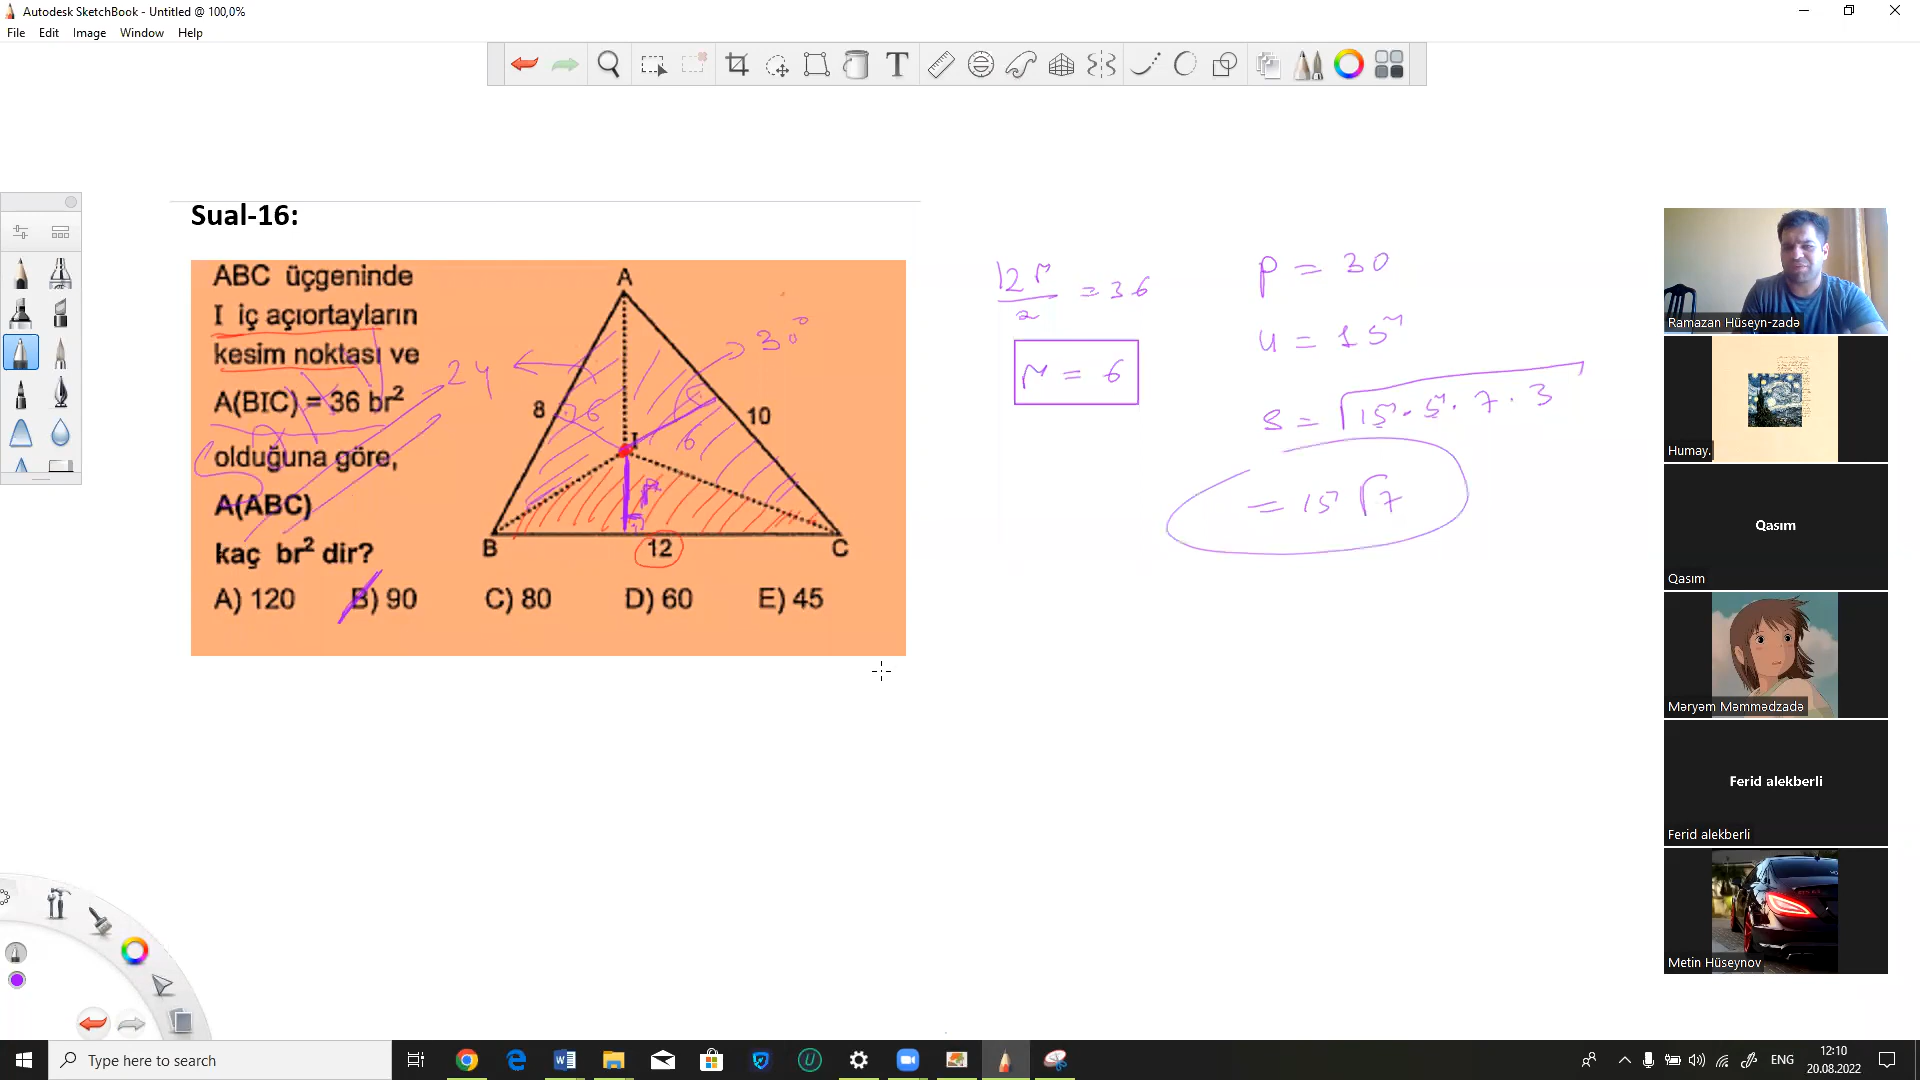 Autodesk SketchBook - Untitled @ 100,0%
File Edit Image Window Help
Sual-16:
ABC üçgeninde
I iç açıortayların
kesim noktası ve
A(BIC) = 36 br²
olduğuna göre,
A(ABC)
kaç br² dir?
A) 120 B) 90 C) 80 D) 60 E) 45
A
8
10
I
B
12
C
24
30°
6
6
r
12r/2 = 36
r = 6
P = 30
u = 15
S = √15·5·7·3
= 15√7
Ramazan Hüseyn-zadə
Humay.
Qasım
Qasım
Məryəm Məmmədzadə
Ferid alekberli
Ferid alekberli
Metin Hüseynov
Type here to search
ENG
12:10
20.08.2022